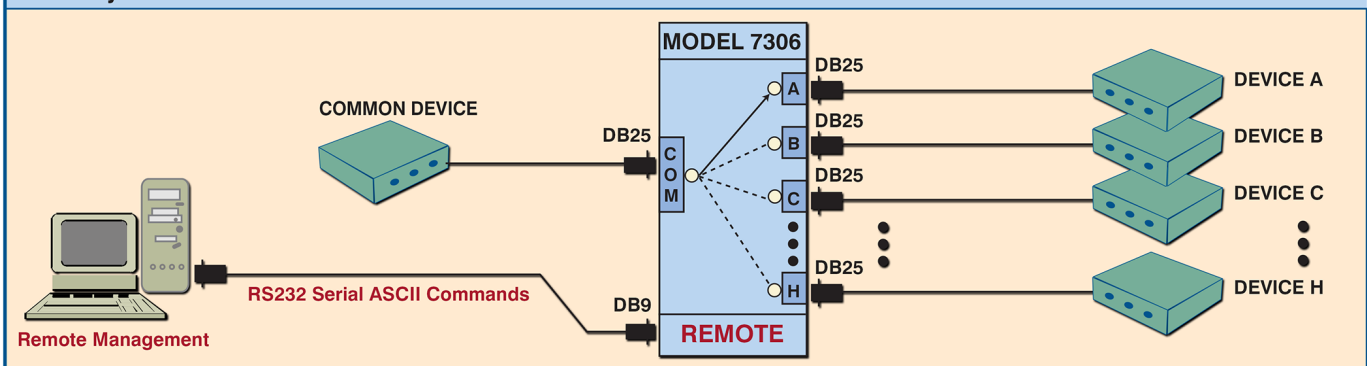 MODEL 7306
COMMON DEVICE
DB25
COM
A
B
C
H
DB25
DB25
DB25
DB25
DEVICE A
DEVICE B
DEVICE C
DEVICE H
RS232 Serial ASCII Commands
DB9
REMOTE
Remote Management